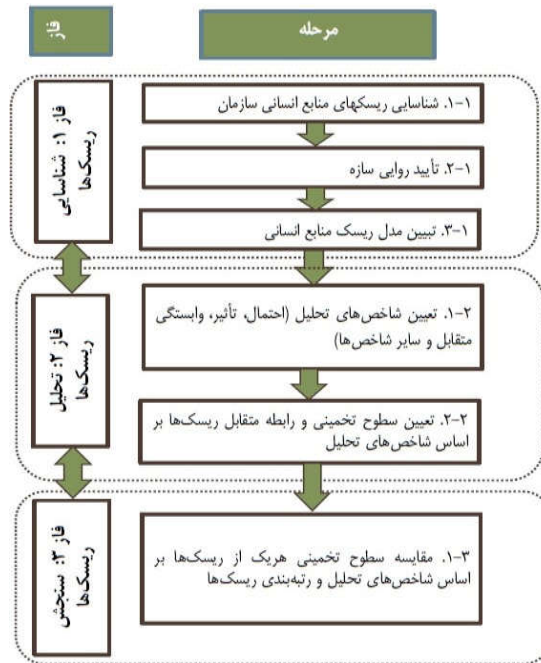 مرحله
فاز
فاز ۱: شناسایی
ریسک‌ها
۱-۱. شناسایی ریسکهای منابع انسانی سازمان
۲-۱. تأیید روایی سازه
۳-۱. تبیین مدل ریسک منابع انسانی
فاز ۲: تحلیل
ریسک‌ها
۱-۲. تعیین شاخص‌های تحلیل (احتمال، تأثیر، وابستگی
متقابل و سایر شاخص‌ها)
۲-۲. تعیین سطوح تخمینی و رابطه متقابل ریسک‌ها بر
اساس شاخص‌های تحلیل
فاز ۳: سنجش
ریسک‌ها
۱-۳. مقایسه سطوح تخمینی هریک از ریسک‌ها بر
اساس شاخص‌های تحلیل و رتبه‌بندی ریسک‌ها